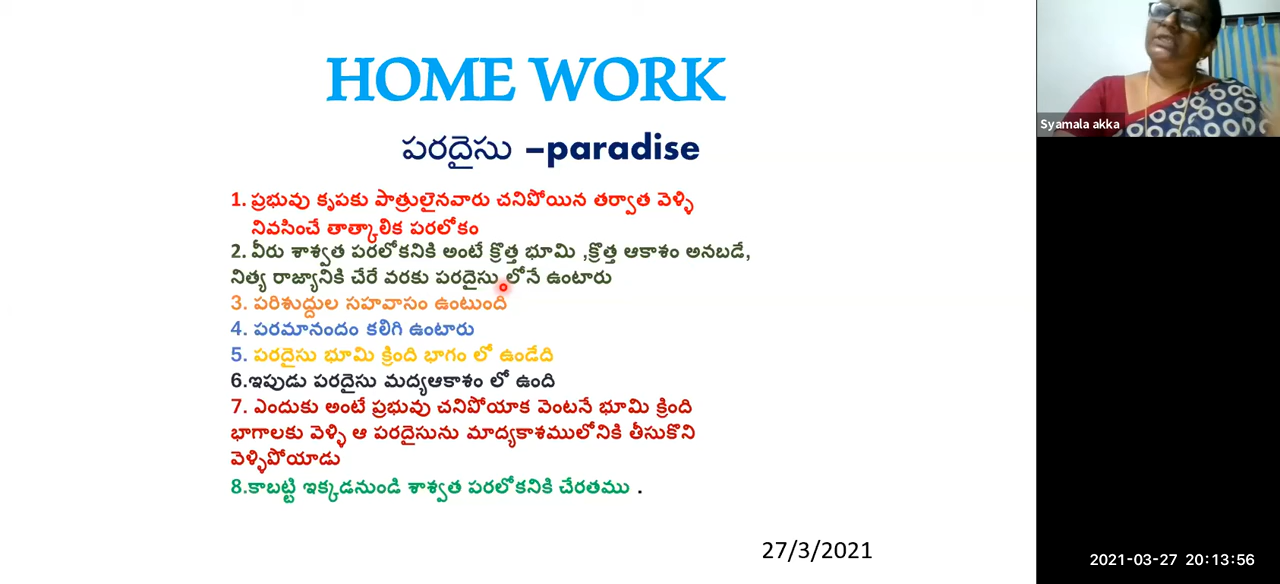 HOME WORK
పరదైసు –paradise
1. ప్రభువు కృపకు పాత్రులైనవారు చనిపోయిన తర్వాత వెళ్ళి
నివసించే తాత్కాలిక పరలోకం
2. వీరు శాశ్వత పరలోకనికి అంటే క్రొత్త భూమి ,క్రొత్త ఆకాశం అనబడే,
నిత్య రాజ్యానికి చేరే వరకు పరదైసు లోనే ఉంటారు
3. పరిశుద్దుల సహవాసం ఉంటుంది
4. పరమానందం కలిగి ఉంటారు
5. పరదైసు భూమి క్రింది భాగం లో ఉండేది
6.ఇపుడు పరదైసు మద్యఆకాశం లో ఉంది
7. ఎందుకు అంటే ప్రభువు చనిపోయాక వెంటనే భూమి క్రింది
భాగాలకు వెళ్ళి ఆ పరదైసును మాద్యకాశములోనికి తీసుకొని
వెళ్ళిపోయాడు
8.కాబట్టి ఇక్కడనుండి శాశ్వత పరలోకనికి చేరతము .
27/3/2021
Syamala akka
2021-03-27 20:13:56